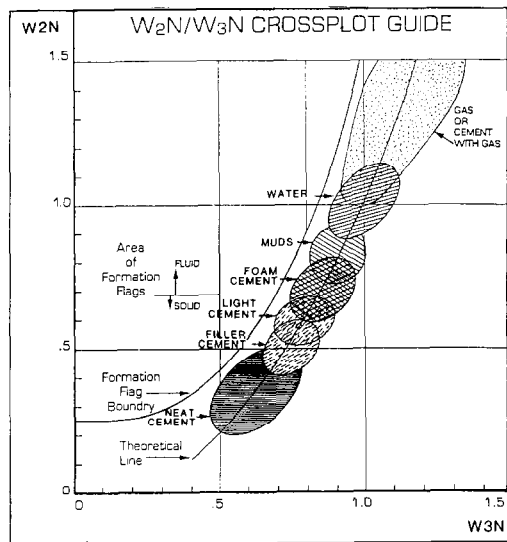 W2N
W2N/W3N CROSSPLOT GUIDE
1.5
GAS
OR
CEMENT
WITH GAS
WATER
1.0
MUDS
Area
of
Formation
Flags
FLUID
SOLID
FOAM
CEMENT
LIGHT
CEMENT
FILLER
CEMENT
.5
Formation
Flag
Boundry
NEAT
CEMENT
Theoretical
Line
0
0
.5
1.0
1.5
W3N